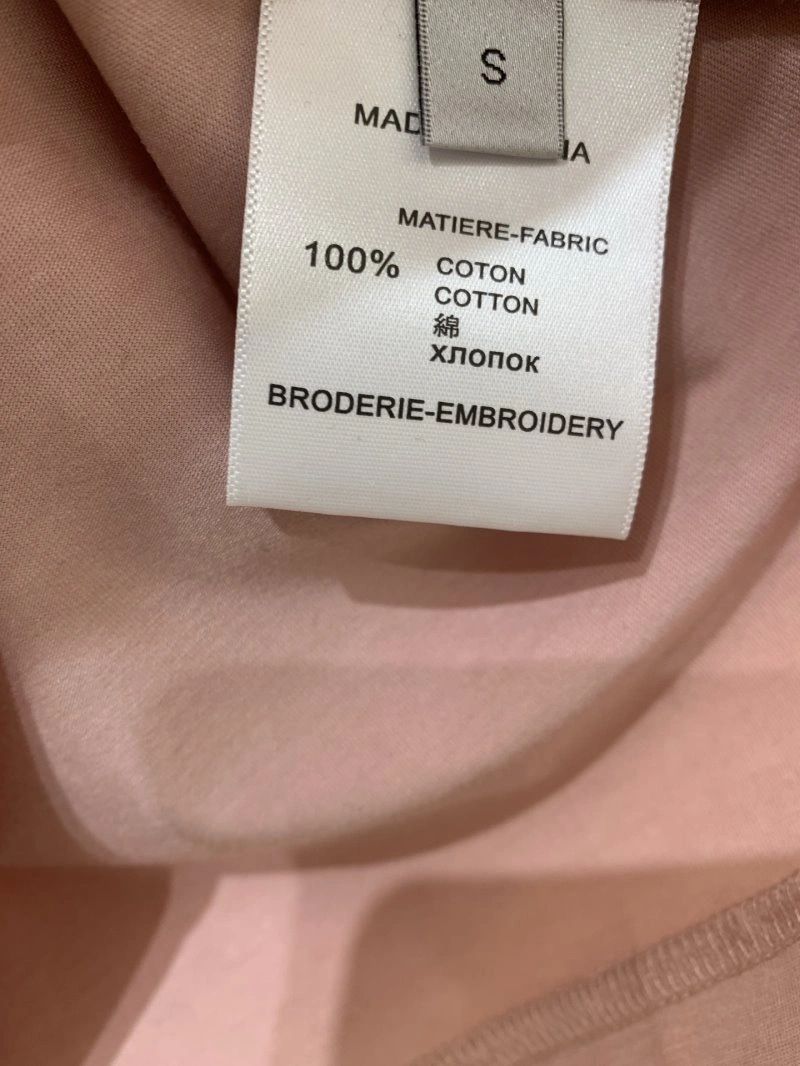 S
MATIERE-FABRIC
100% COTON
COTTON
綿
хлопок
BRODERIE-EMBROIDERY